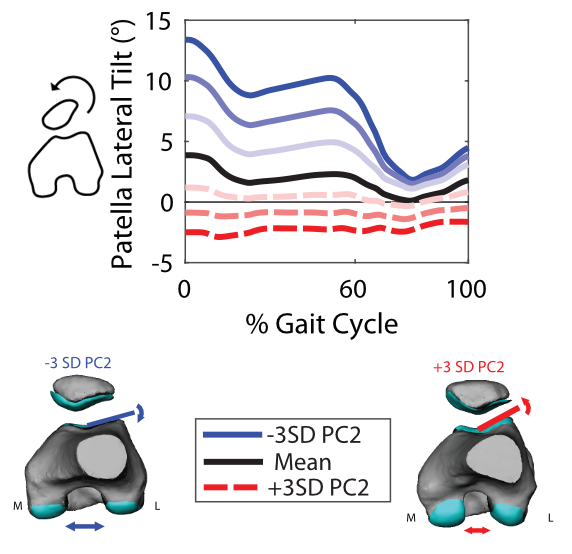 Patella Lateral Tilt (°)
15
10
5
0
-5
0
60
100
% Gait Cycle
-3 SD PC2
+3 SD PC2
-3SD PC2
Mean
+3SD PC2
M
L
M
L